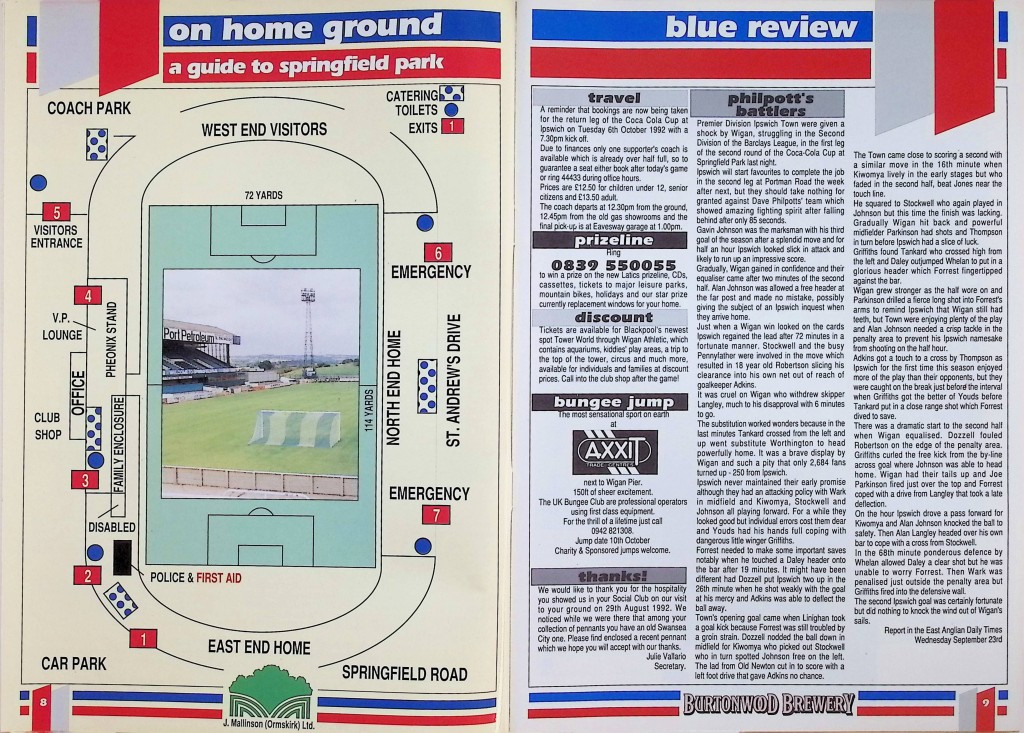 on home ground
a guide to springfield park
COACH PARK
CATERING
TOILETS
EXITS 1
WEST END VISITORS
72 YARDS
5
VISITORS
ENTRANCE
6
EMERGENCY
4
V.P.
LOUNGE
PHEONIX STAND
OFFICE
CLUB
SHOP
FAMILY ENCLOSURE
3
DISABLED
Port Petroleum
114 YARDS
NORTH END HOME
ST. ANDREW'S DRIVE
EMERGENCY
7
2
POLICE & FIRST AID
1
EAST END HOME
CAR PARK
SPRINGFIELD ROAD
8
J. Mallinson (Ormskirk) Ltd.
blue review
travel
A reminder that bookings are now being taken
for the return leg of the Coca Cola Cup at
Ipswich on Tuesday 6th October 1992 with a
7.30pm kick off.
Due to finances only one supporter's coach is
available which is already over half full, so to
guarantee a seat either book after today's game
or ring 44433 during office hours.
Prices are £12.50 for children under 12, senior
citizens and £13.50 adult.
The coach departs at 12.30pm from the ground,
12.45pm from the old gas showrooms and the
final pick-up is at Eavesway garage at 1.00pm.
prizeline
Ring
0839 550055
to win a prize on the new Latics prizeline, CDs,
cassettes, tickets to major leisure parks,
mountain bikes, holidays and our star prize
currently replacement windows for your home.
discount
Tickets are available for Blackpool's newest
spot Tower World through Wigan Athletic, which
contains aquariums, kiddies' play areas, a trip to
the top of the tower, circus and much more,
available for individuals and families at discount
prices. Call into the club shop after the game!
bungee jump
The most sensational sport on earth
at
AXXIT
TRADE CENTRES
next to Wigan Pier.
150ft of sheer excitement.
The UK Bungee Club are professional operators
using first class equipment.
For the thrill of a lifetime just call
0942 821308.
Jump date 10th October
Charity & Sponsored jumps welcome.
thanks!
We would like to thank you for the hospitality
you showed us in your Social Club on our visit
to your ground on 29th August 1992. We
noticed while we were there that among your
collection of pennants you have an old Swansea
City one. Please find enclosed a recent pennant
which we hope you will accept with our thanks.
Julie Vallario
Secretary.
philpott's
battlers
Premier Division Ipswich Town were given a
shock by Wigan, struggling in the Second
Division of the Barclays League, in the first leg
of the second round of the Coca-Cola Cup at
Springfield Park last night.
Ipswich will start favourites to complete the job
in the second leg at Portman Road the week
after next, but they should take nothing for
granted against Dave Philpotts' team which
showed amazing fighting spirit after falling
behind after only 85 seconds.
Gavin Johnson was the marksman with his third
goal of the season after a splendid move and for
half an hour Ipswich looked slick in attack and
likely to run up an impressive score.
Gradually, Wigan gained in confidence and their
equaliser came after two minutes of the second
half. Alan Johnson was allowed a free header at
the far post and made no mistake, possibly
giving the subject of an Ipswich inquest when
they arrive home.
Just when a Wigan win looked on the cards
Ipswich regained the lead after 72 minutes in a
fortunate manner. Stockwell and the busy
Pennyfather were involved in the move which
resulted in 18 year old Robertson slicing his
clearance into his own net out of reach of
goalkeeper Adkins.
It was cruel on Wigan who withdrew skipper
Langley, much to his disapproval with 6 minutes
to go.
The substitution worked wonders because in the
last minutes Tankard crossed from the left and
up went substitute Worthington to head
powerfully home. It was a brave display by
Wigan and such a pity that only 2,684 fans
turned up - 250 from Ipswich.
Ipswich never maintained their early promise
although they had an attacking policy with Wark
in midfield and Kiwomya, Stockwell and
Johnson all playing forward. For a while they
looked good but individual errors cost them dear
and Youds had his hands full coping with
dangerous little winger Griffiths.
Forrest needed to make some important saves
notably when he touched a Daley header onto
the bar after 19 minutes. It might have been
different had Dozzell put Ipswich two up in the
26th minute when he shot weakly with the goal
at his mercy and Adkins was able to deflect the
ball away.
Town's opening goal came when Linighan took
a goal kick because Forrest was still troubled by
a groin strain. Dozzell nodded the ball down in
midfield for Kiwomya who picked out Stockwell
who in turn spotted Johnson free on the left.
The lad from Old Newton cut in to score with a
left foot drive that gave Adkins no chance.
The Town came close to scoring a second with
a similar move in the 16th minute when
Kiwomya lively in the early stages but who
faded in the second half, beat Jones near the
touch line.
He squared to Stockwell who again played in
Johnson but this time the finish was lacking.
Gradually Wigan hit back and powerful
midfielder Parkinson had shots and Thompson
in turn before Ipswich had a slice of luck.
Griffiths found Tankard who crossed high from
the left and Daley outjumped Whelan to put in a
glorious header which Forrest fingertipped
against the bar.
Wigan grew stronger as the half wore on and
Parkinson drilled a fierce long shot into Forrest's
arms to remind Ipswich that Wigan still had
teeth, but Town were enjoying plenty of the play
and Alan Johnson needed a crisp tackle in the
penalty area to prevent his Ipswich namesake
from shooting on the half hour.
Adkins got a touch to a cross by Thompson as
Ipswich for the first time this season enjoyed
more of the play than their opponents, but they
were caught on the break just before the interval
when Griffiths got the better of Youds before
Tankard put in a close range shot which Forrest
dived to save.
There was a dramatic start to the second half
when Wigan equalised. Dozzell fouled
Robertson on the edge of the penalty area.
Griffiths curled the free kick from the by-line
across goal where Johnson was able to head
home. Wigan had their tails up and Joe
Parkinson fired just over the top and Forrest
coped with a drive from Langley that took a late
deflection.
On the hour Ipswich drove a pass forward for
Kiwomya and Alan Johnson knocked the ball to
safety. Then Alan Langley headed over his own
bar to cope with a cross from Stockwell.
In the 68th minute ponderous defence by
Whelan allowed Daley a clear shot but he was
unable to worry Forrest. Then Wark was
penalised just outside the penalty area but
Griffiths fired into the defensive wall.
The second Ipswich goal was certainly fortunate
but did nothing to knock the wind out of Wigan's
sails.
Report in the East Anglian Daily Times
Wednesday September 23rd
BURTONWOOD BREWERY
9